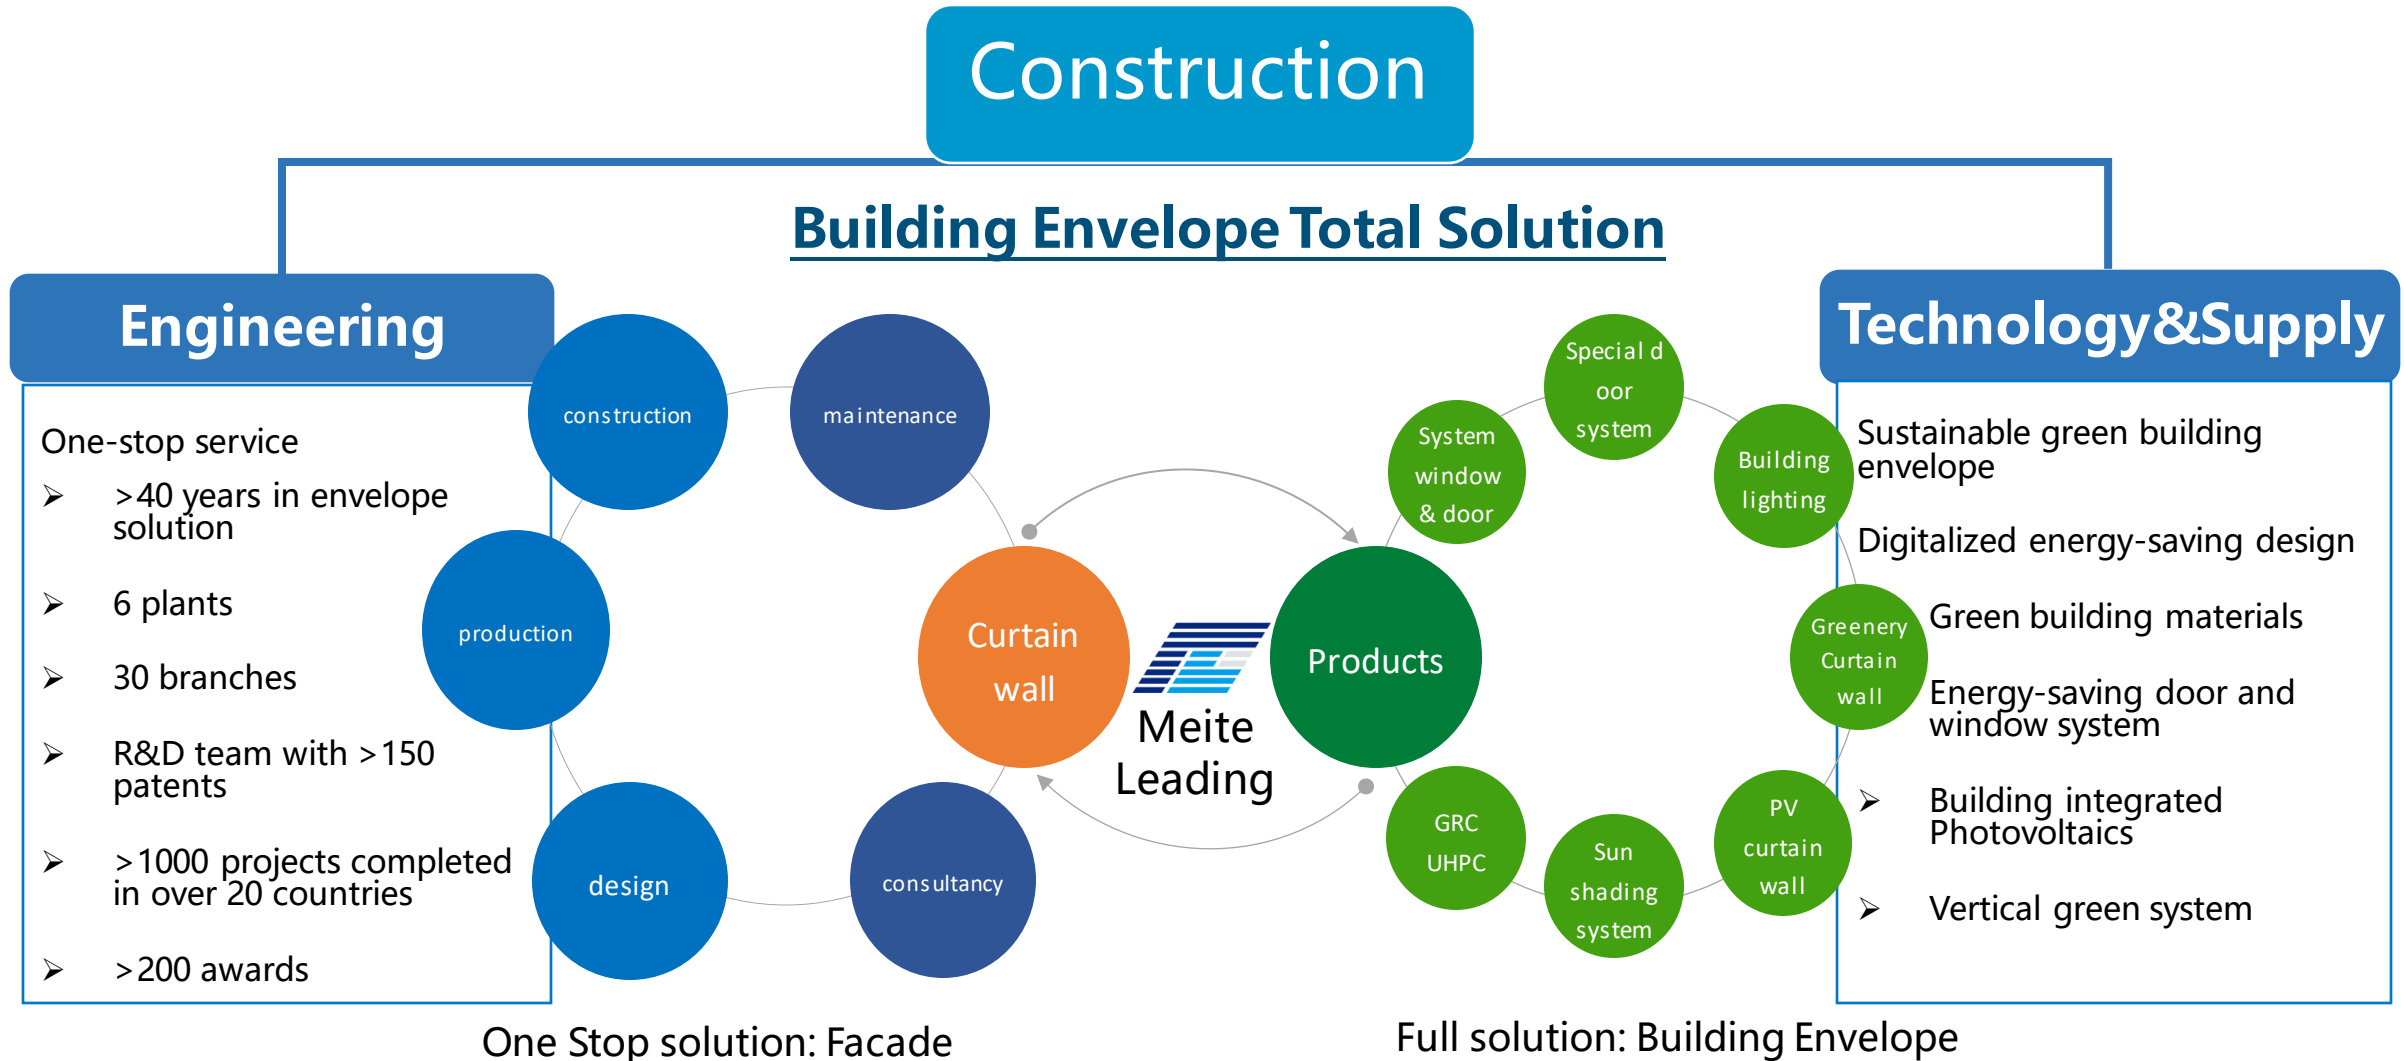 Construction
Building Envelope Total Solution
Engineering
One-stop service
➢ >40 years in envelope
solution
➢ 6 plants
➢ 30 branches
➢ R&D team with >150
patents
➢ >1000 projects completed
in over 20 countries
➢ >200 awards
construction
maintenance
production
design
consultancy
Curtain
wall
Meite
Leading
Products
System
window
& door
Special d
oor
system
Building
lighting
Greenery
Curtain
wall
PV
curtain
wall
Sun
shading
system
GRC
UHPC
Technology&Supply
Sustainable green building
envelope
Digitalized energy-saving design
Green building materials
Energy-saving door and
window system
➢ Building integrated
Photovoltaics
➢ Vertical green system
One Stop solution: Facade
Full solution: Building Envelope